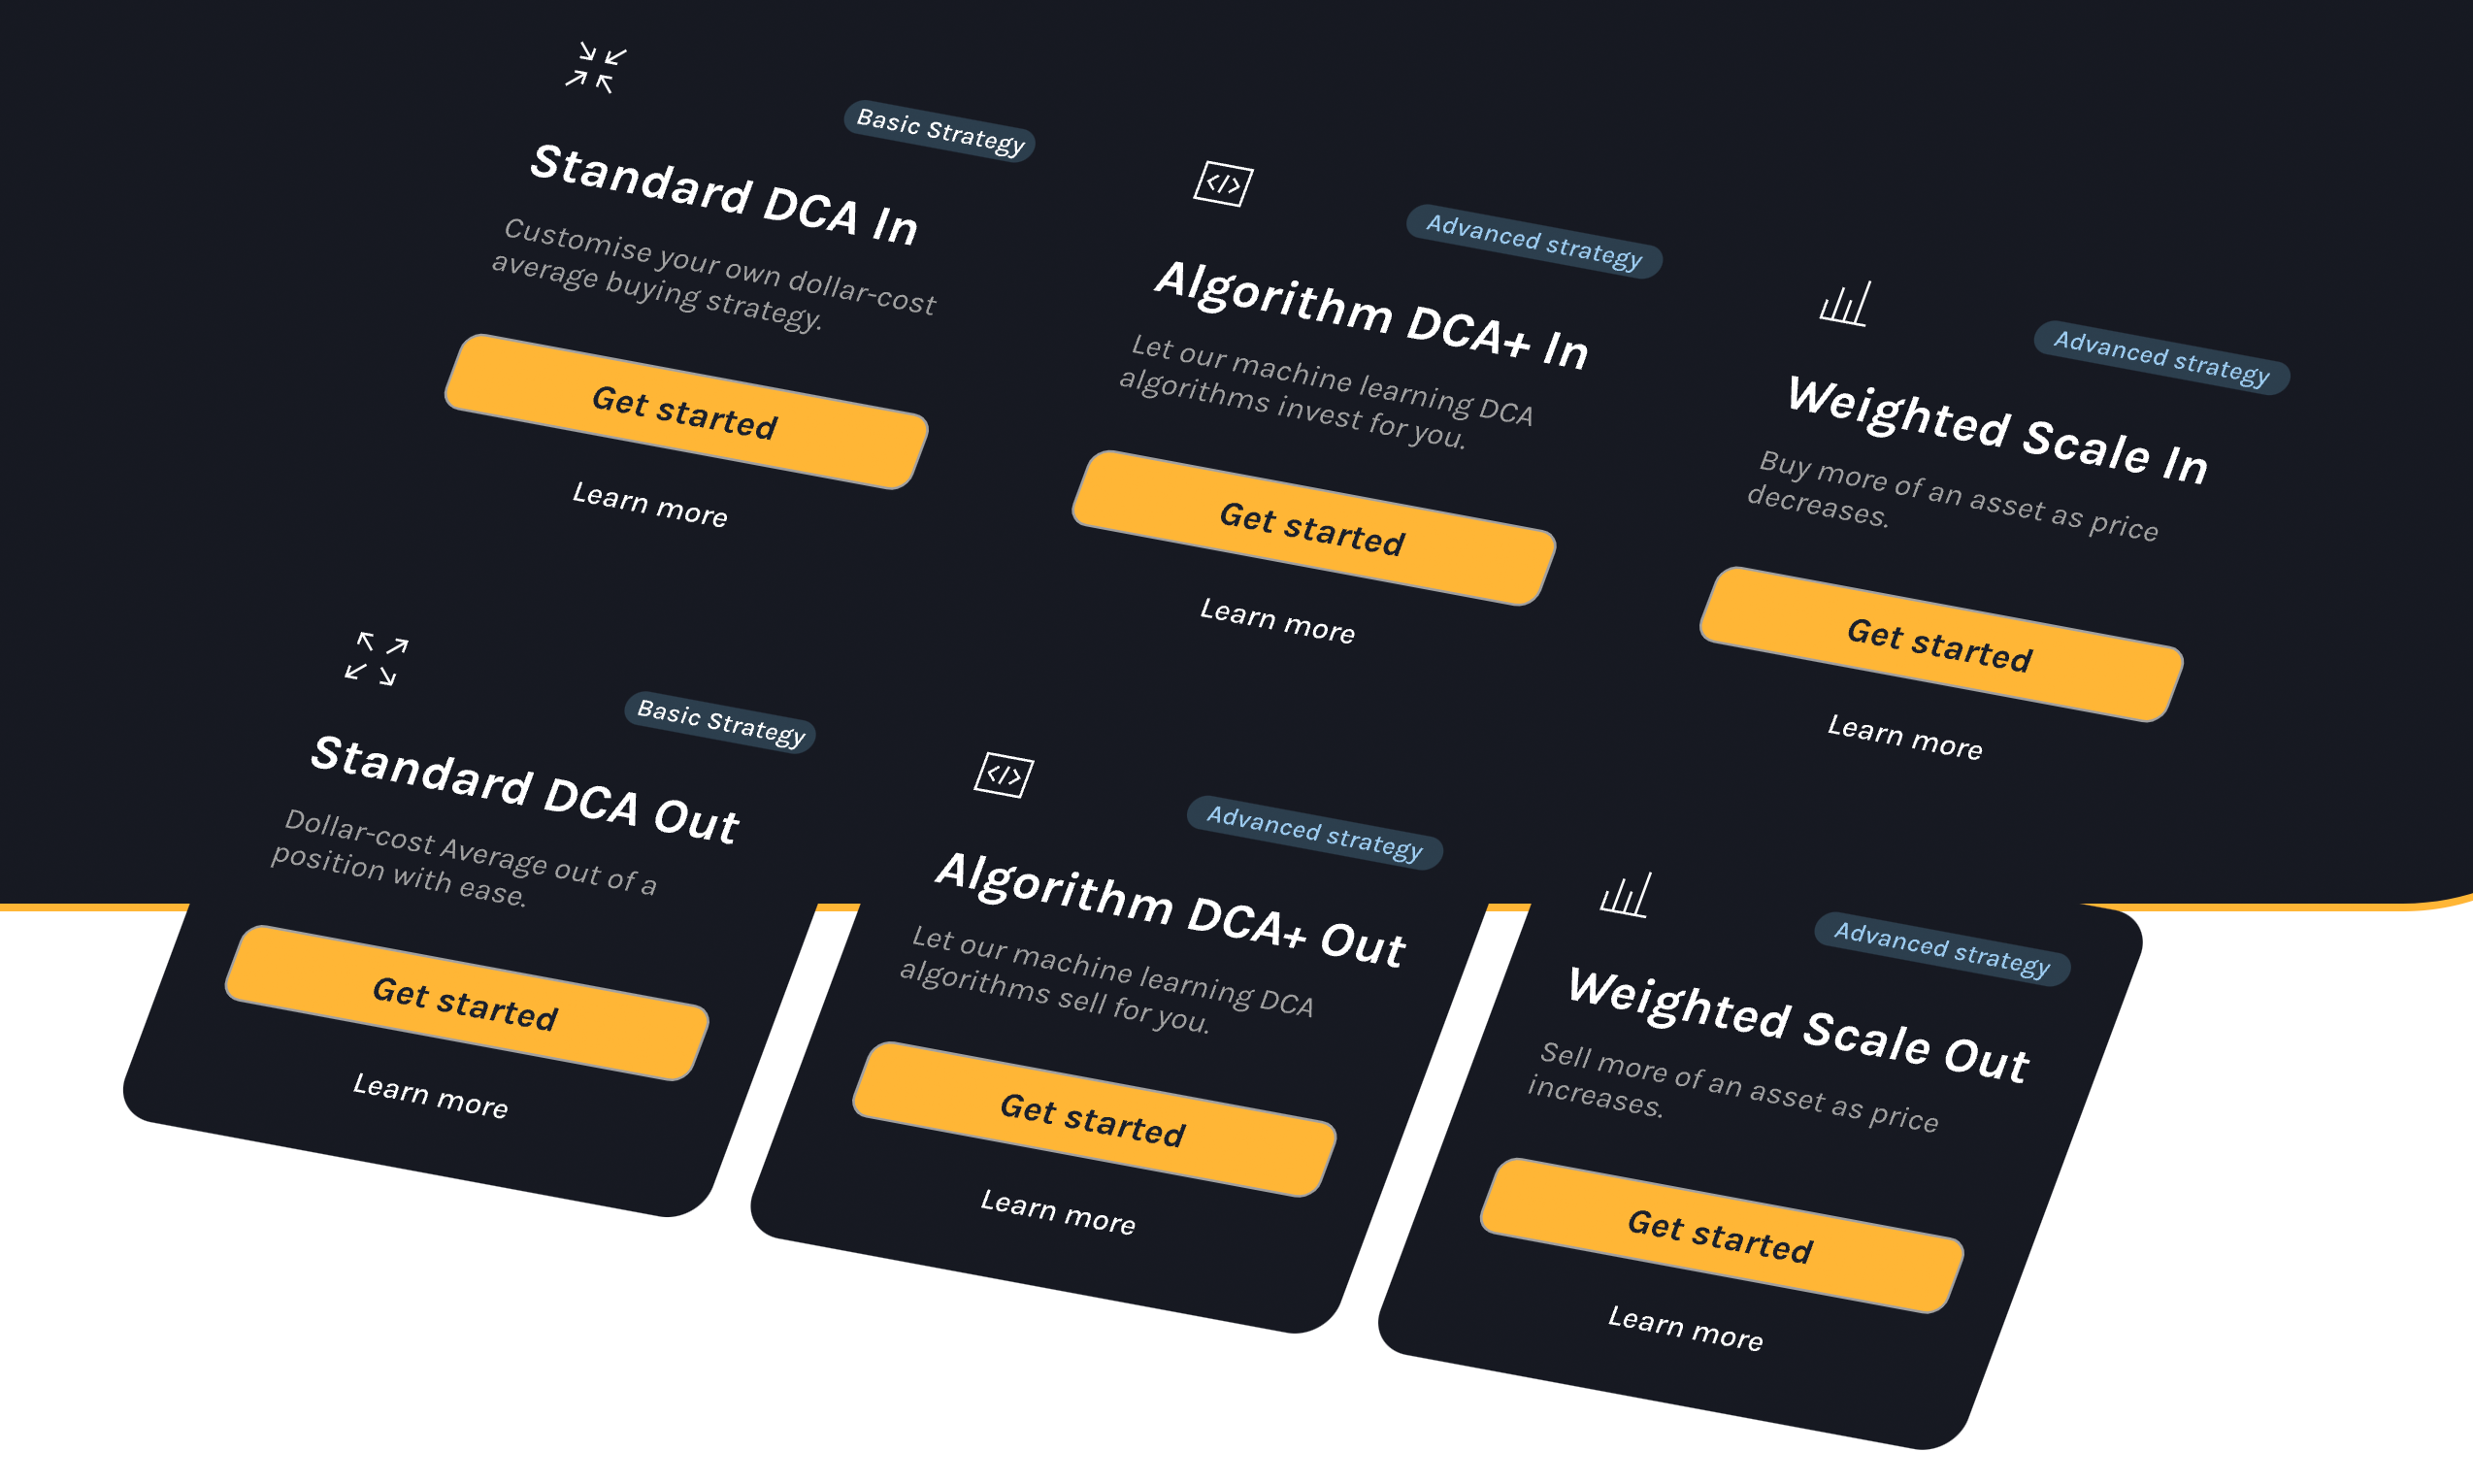 Basic Strategy
Standard DCA In
Customise your own dollar-cost
average buying strategy.
Get started
Learn more
Advanced strategy
Algorithm DCA+ In
Let our machine learning DCA
algorithms invest for you.
Get started
Learn more
Advanced strategy
Weighted Scale In
Buy more of an asset as price
decreases.
Get started
Learn more
Basic Strategy
Standard DCA Out
Dollar-cost Average out of a
position with ease.
Get started
Learn more
Advanced strategy
Algorithm DCA+ Out
Let our machine learning DCA
algorithms sell for you.
Get started
Learn more
Advanced strategy
Weighted Scale Out
Sell more of an asset as price
increases.
Get started
Learn more